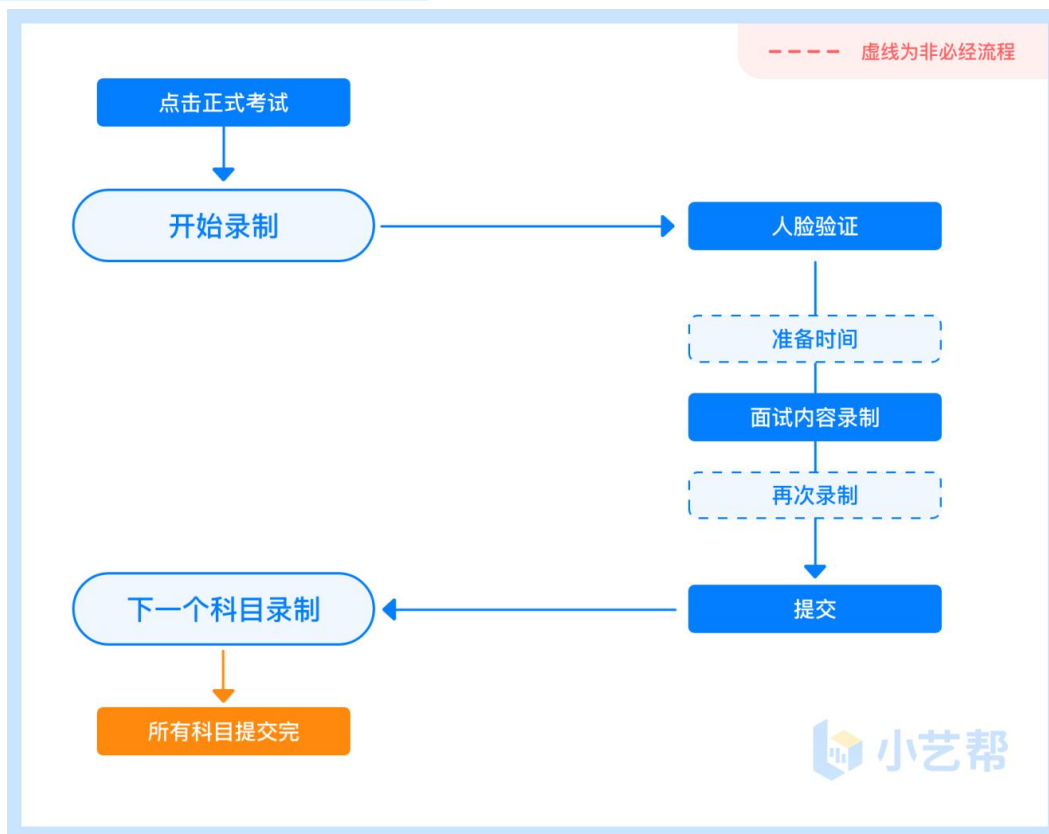 虚线为非必经流程
点击正式考试
开始录制
人脸验证
准备时间
面试内容录制
再次录制
提交
下一个科目录制
所有科目提交完
小艺帮